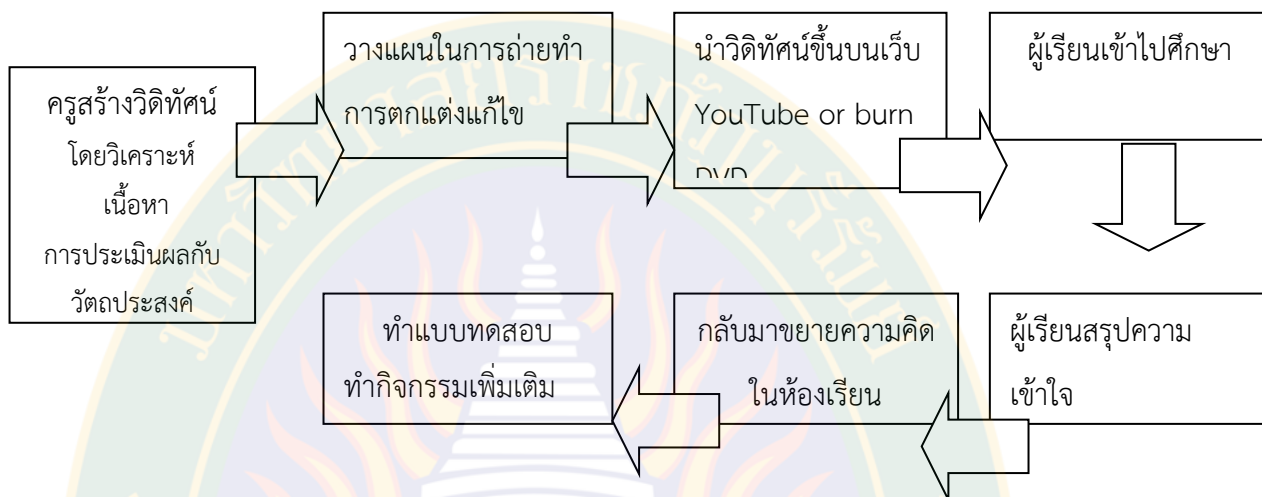 ครูสร้างวิดิทัศน์
โดยวิเคราะห์
เนื้อหา
การประเมินผลกับ
วัตถประสงค์
วางแผนในการถ่ายทำ
การตกแต่งแก้ไข
นำวิดิทัศน์ขึ้นบนเว็บ
YouTube or burn
DVD
ผู้เรียนเข้าไปศึกษา
ผู้เรียนสรุปความ
เข้าใจ
กลับมาขยายความคิด
ในห้องเรียน
ทำแบบทดสอบ
ทำกิจกรรมเพิ่มเติม